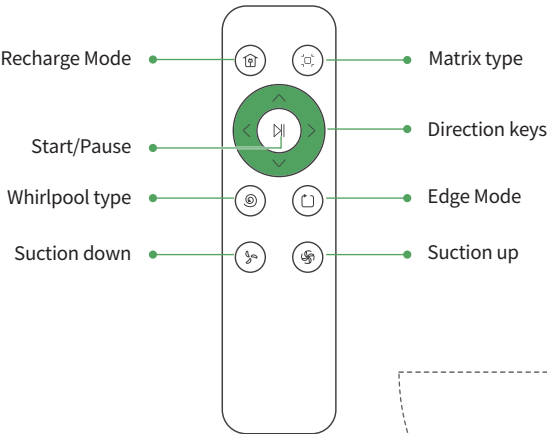 Recharge Mode
Matrix type
Direction keys
Start/Pause
Whirlpool type
Edge Mode
Suction down
Suction up